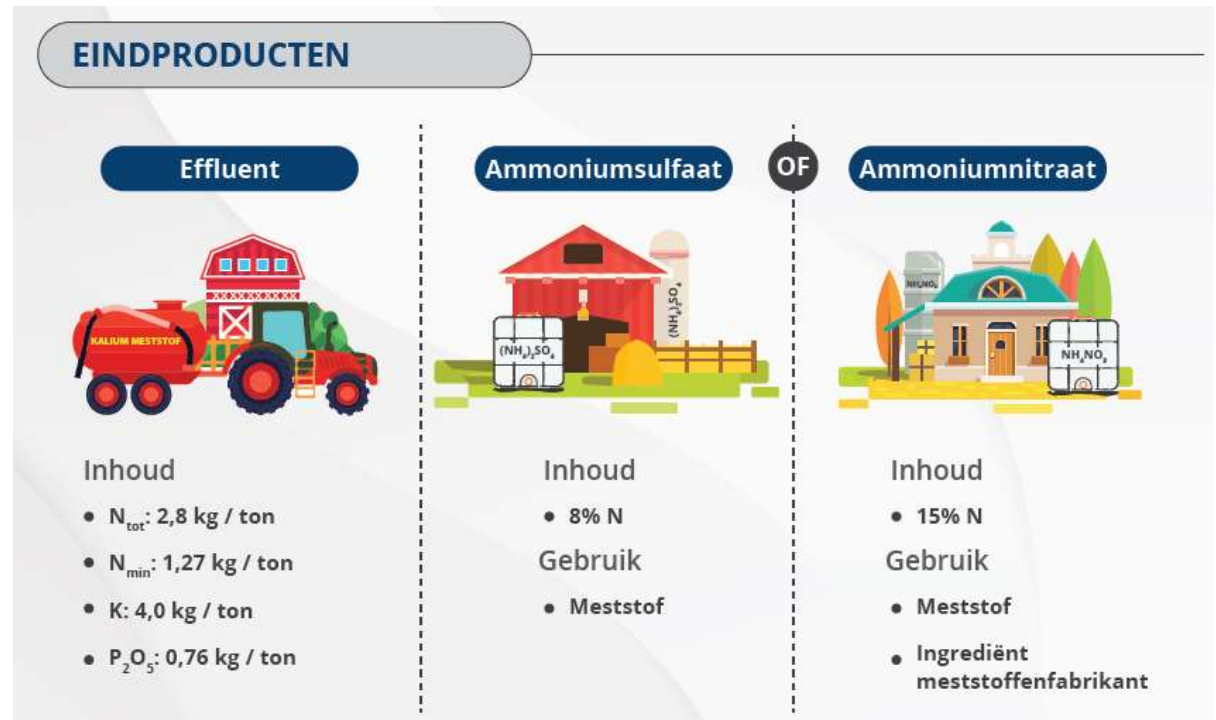 EINDPRODUCTEN
Effluent
KALIUM MESTSTOF
Inhoud
• N_tot: 2,8 kg / ton
• N_min: 1,27 kg / ton
• K: 4,0 kg / ton
• P₂O₅: 0,76 kg / ton
Ammoniumsulfaat
(NH₄)₂SO₄
(NH₄)₂SO₄
Inhoud
• 8% N
Gebruik
• Meststof
OF
Ammoniumnitraat
NH₄NO₃
NH₄NO₃
Inhoud
• 15% N
Gebruik
• Meststof
• Ingrediënt
meststoffenfabrikant